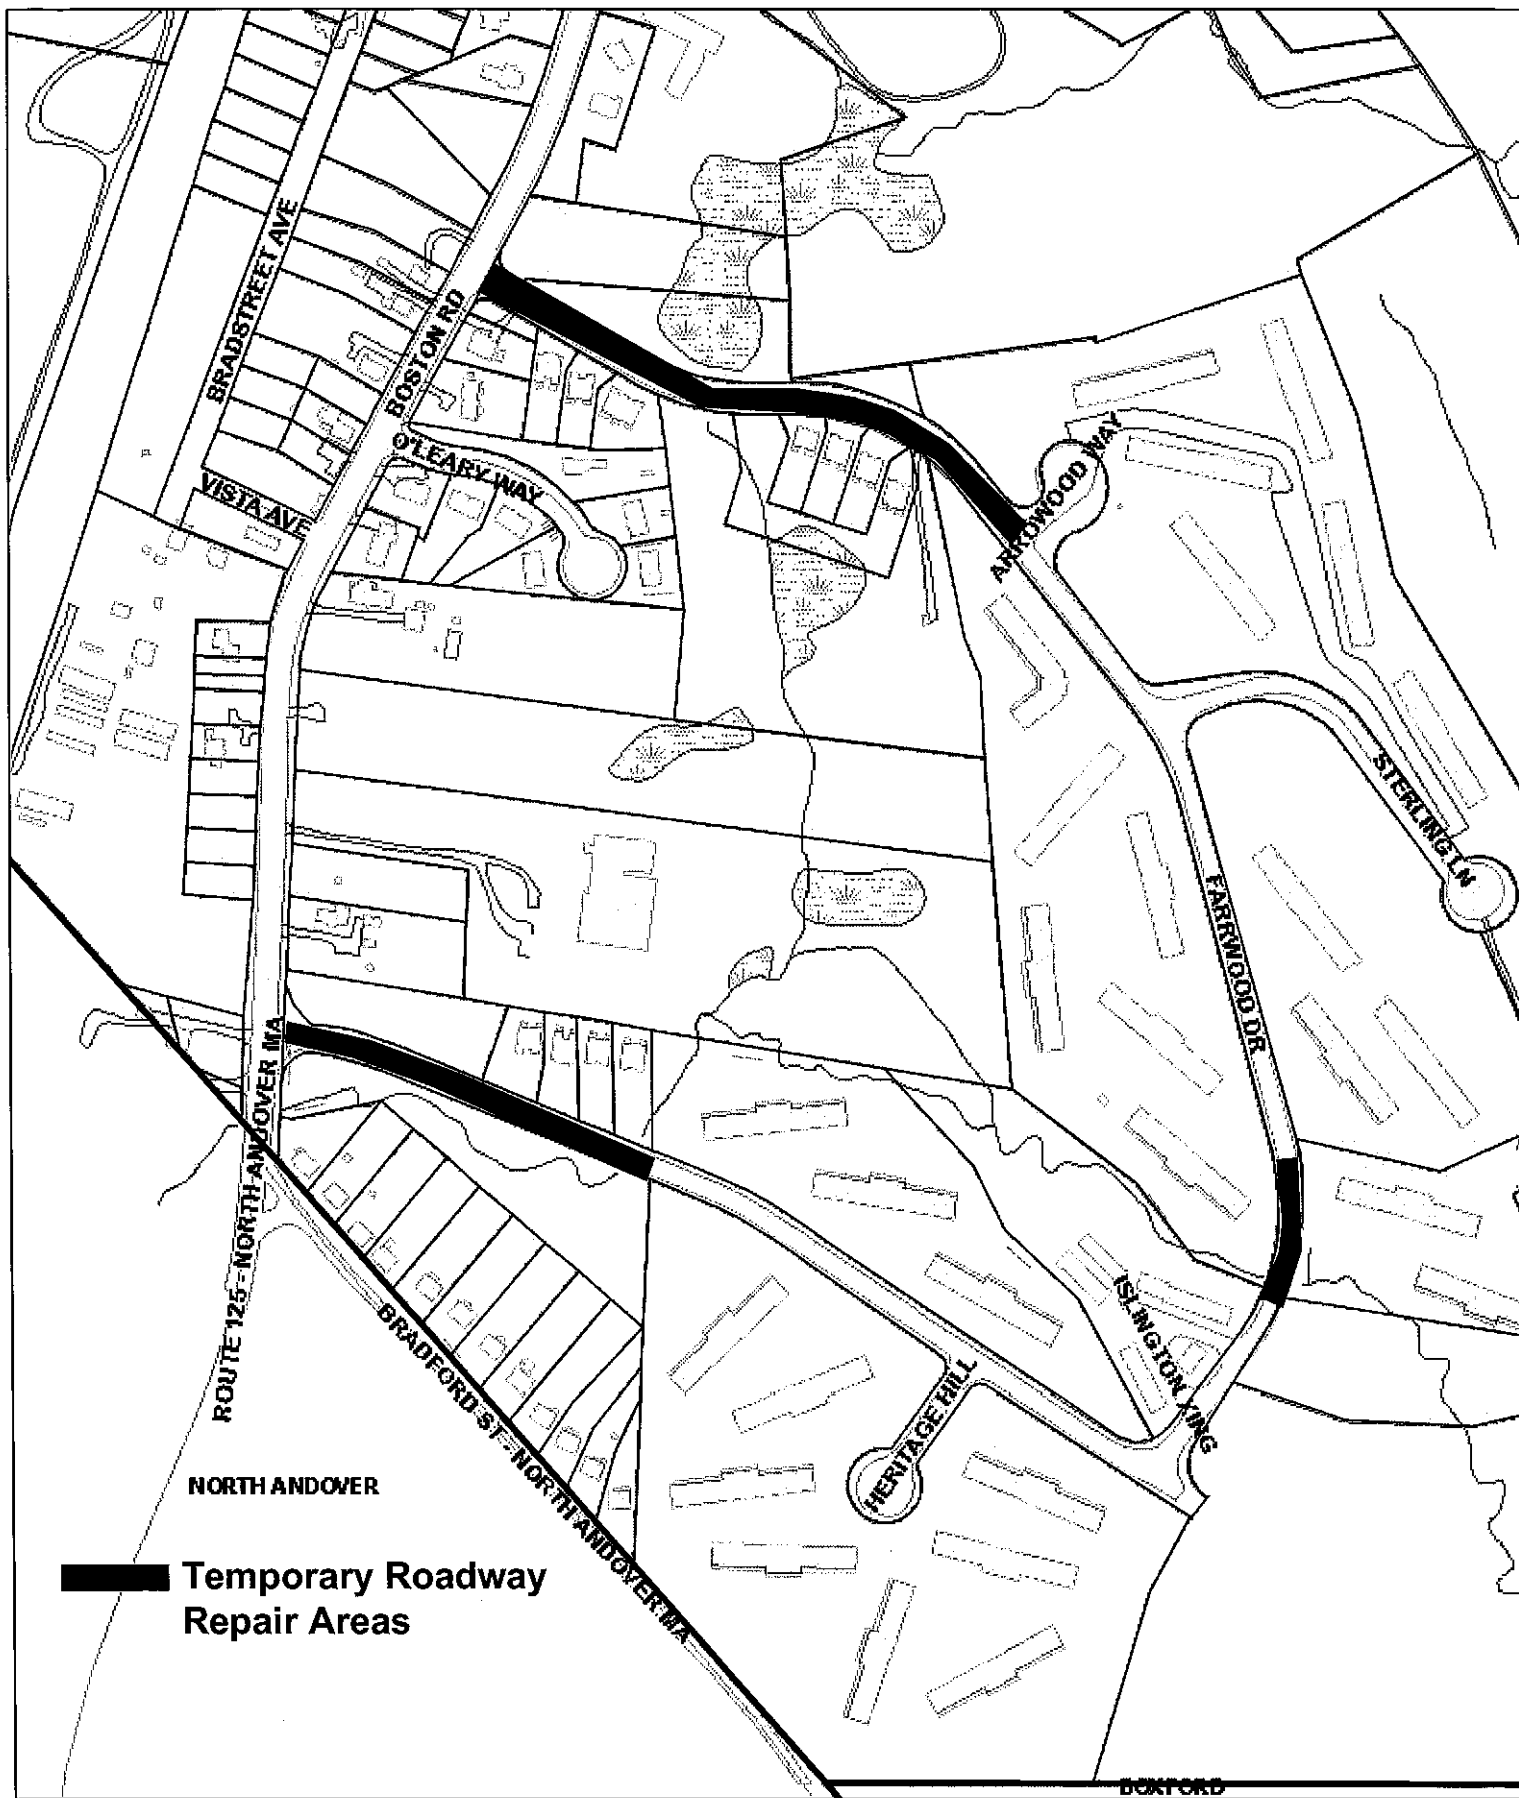 BRADSTREET AVE
BOSTON RD
O'LEARY WAY
VISTA AVE
ARROWOOD WAY
STERLING LN
FARRWOOD DR
ROUTE 125 - NORTH ANDOVER MA
BRADFORD ST - NORTH ANDOVER MA
ISLINGTON XING
HERITAGE HILL
NORTH ANDOVER
Temporary Roadway
Repair Areas
BOXFORD